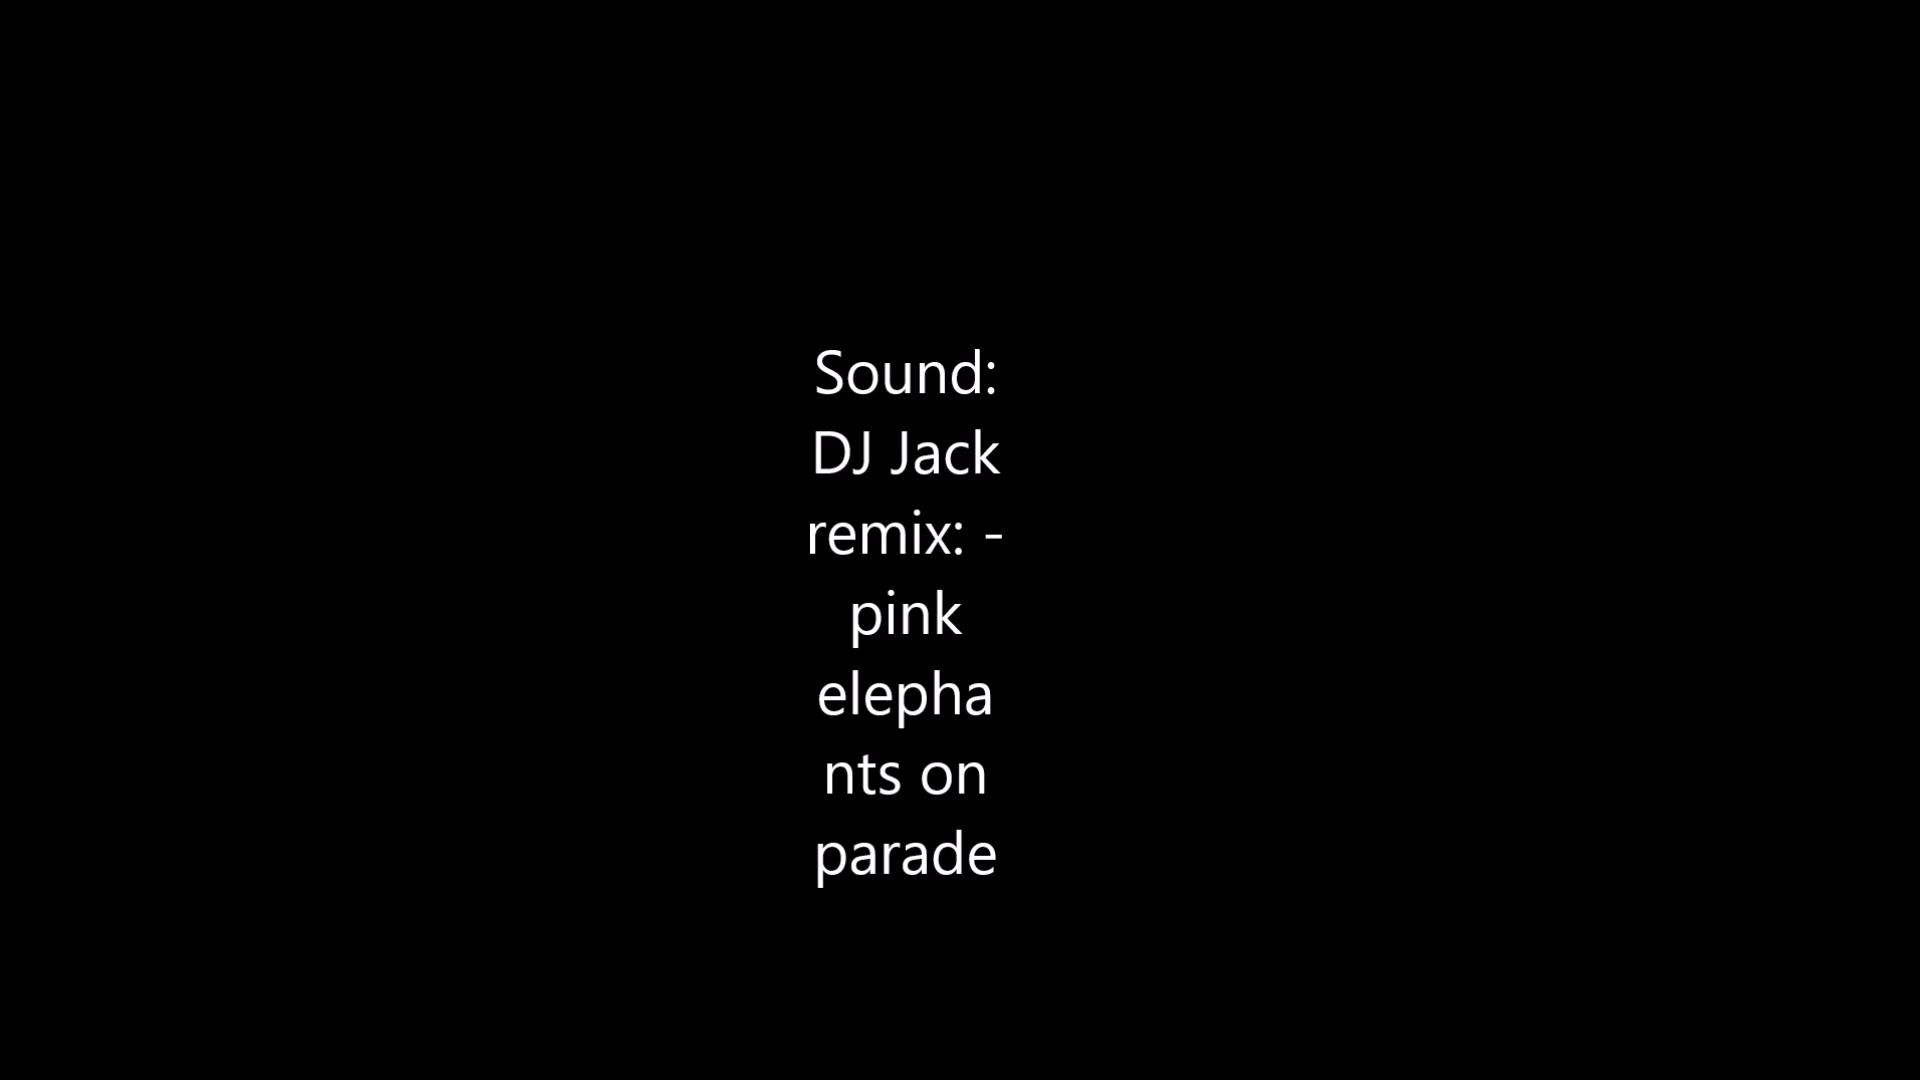 Sound:
DJ Jack
remix: -
pink
elepha
nts on
parade